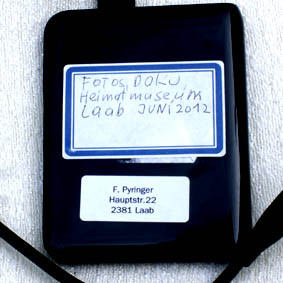 FOTOS, DOKU,
Heimatmuseum
Laab JUNI 2012
F. Pyringer
Hauptstr.22
2381 Laab